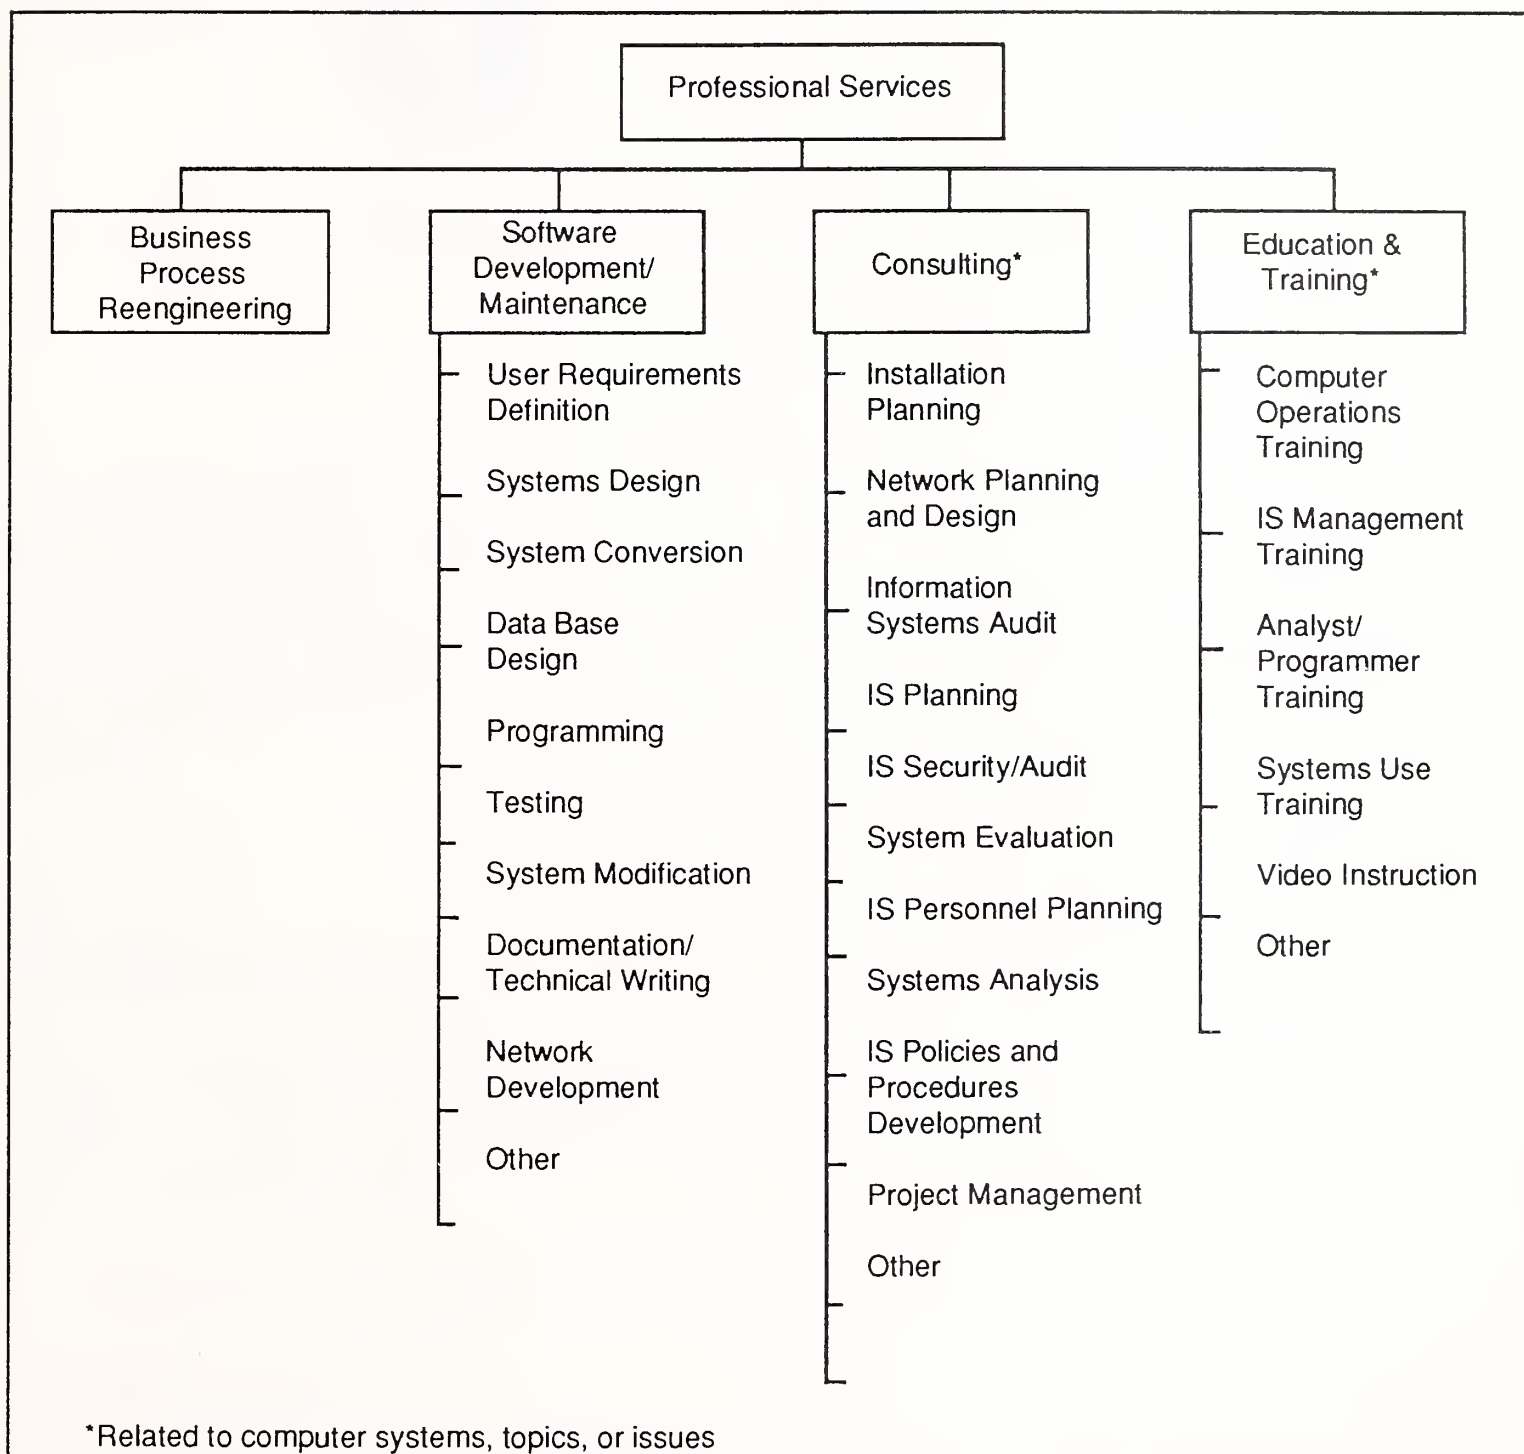 Professional Services
Business
Process
Reengineering
Software
Development/
Maintenance
Consulting*
Education &
Training*
User Requirements
Definition
Systems Design
System Conversion
Data Base
Design
Programming
Testing
System Modification
Documentation/
Technical Writing
Network
Development
Other
Installation
Planning
Network Planning
and Design
Information
Systems Audit
IS Planning
IS Security/Audit
System Evaluation
IS Personnel Planning
Systems Analysis
IS Policies and
Procedures
Development
Project Management
Other
Computer
Operations
Training
IS Management
Training
Analyst/
Programmer
Training
Systems Use
Training
Video Instruction
Other
*Related to computer systems, topics, or issues